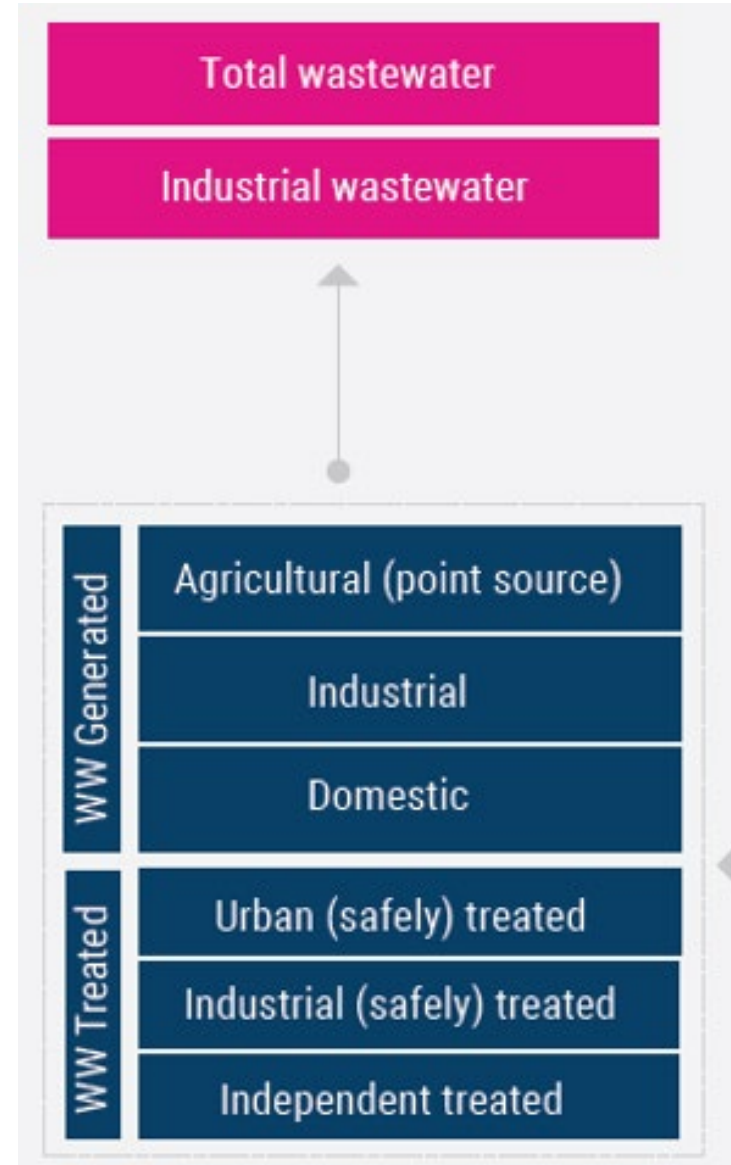 Total wastewater
Industrial wastewater
WW Generated
Agricultural (point source)
Industrial
Domestic
WW Treated
Urban (safely) treated
Industrial (safely) treated
Independent treated